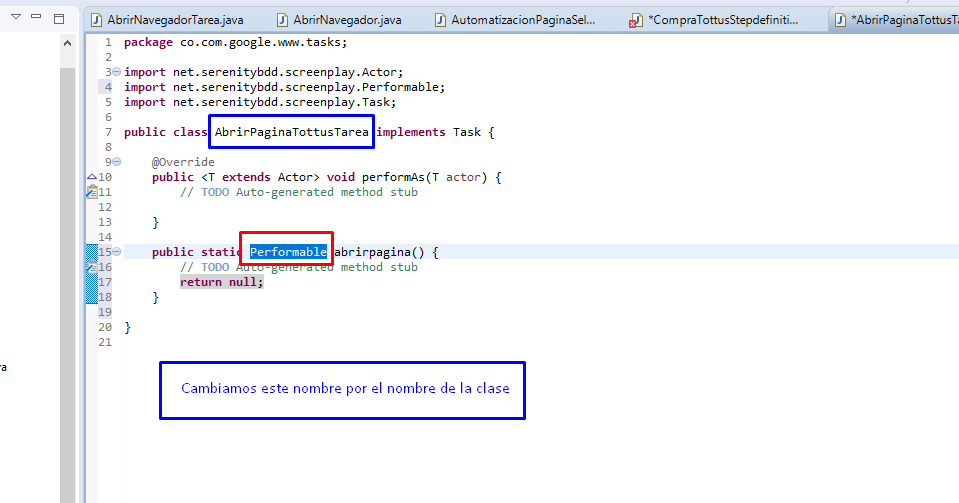 AbrirNavegadorTarea.java AbrirNavegador.java AutomatizacionPaginaSel... *CompraTottusStepdefiniti... *AbrirPaginaTottusTa
1 package co.com.google.www.tasks;
2
3 import net.serenitybdd.screenplay.Actor;
4 import net.serenitybdd.screenplay.Performable;
5 import net.serenitybdd.screenplay.Task;
6
7 public class AbrirPaginaTottusTarea implements Task {
8
9 @Override
10 public <T extends Actor> void performAs(T actor) {
11 // TODO Auto-generated method stub
12
13 }
14
15 public static Performable abrirpagina() {
16 // TODO Auto-generated method stub
17 return null;
18 }
19
20 }
21
va
Cambiamos este nombre por el nombre de la clase